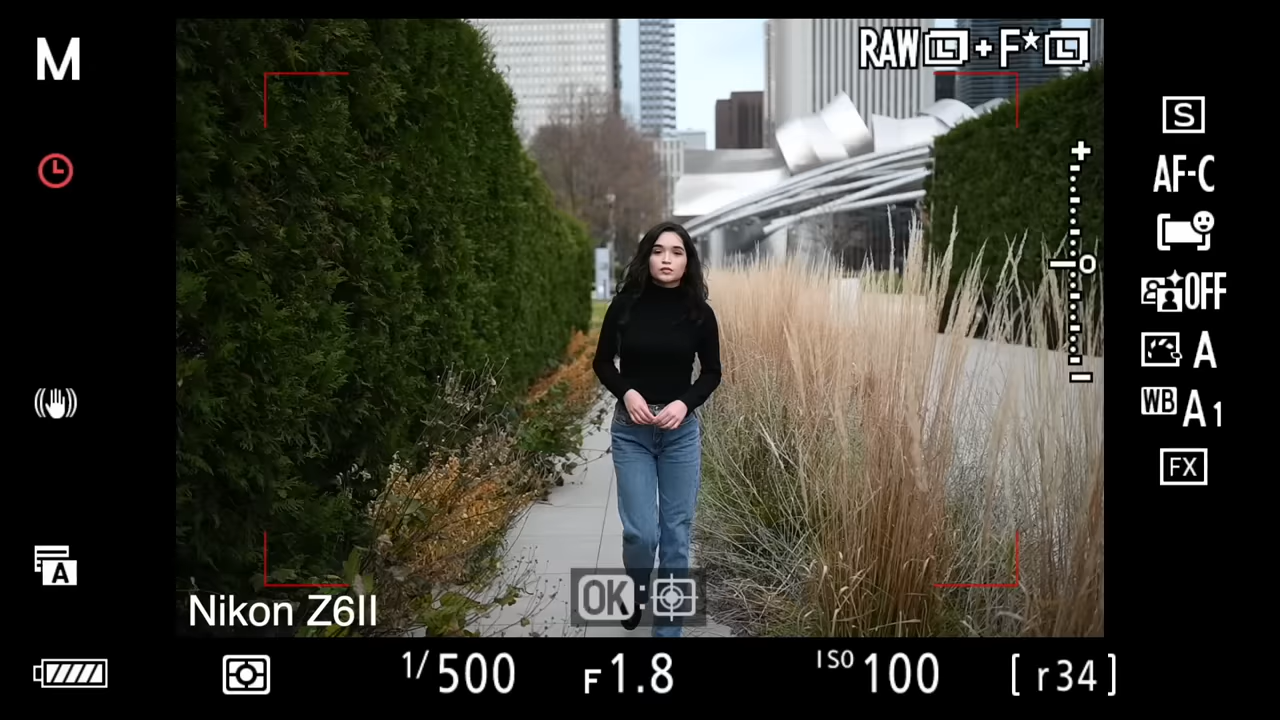 M
RAW L + F★ L
S
AF-C
OFF
A
WB A1
FX
A
OK :
Nikon Z6II
1/500
F1.8
ISO 100
[ r34 ]